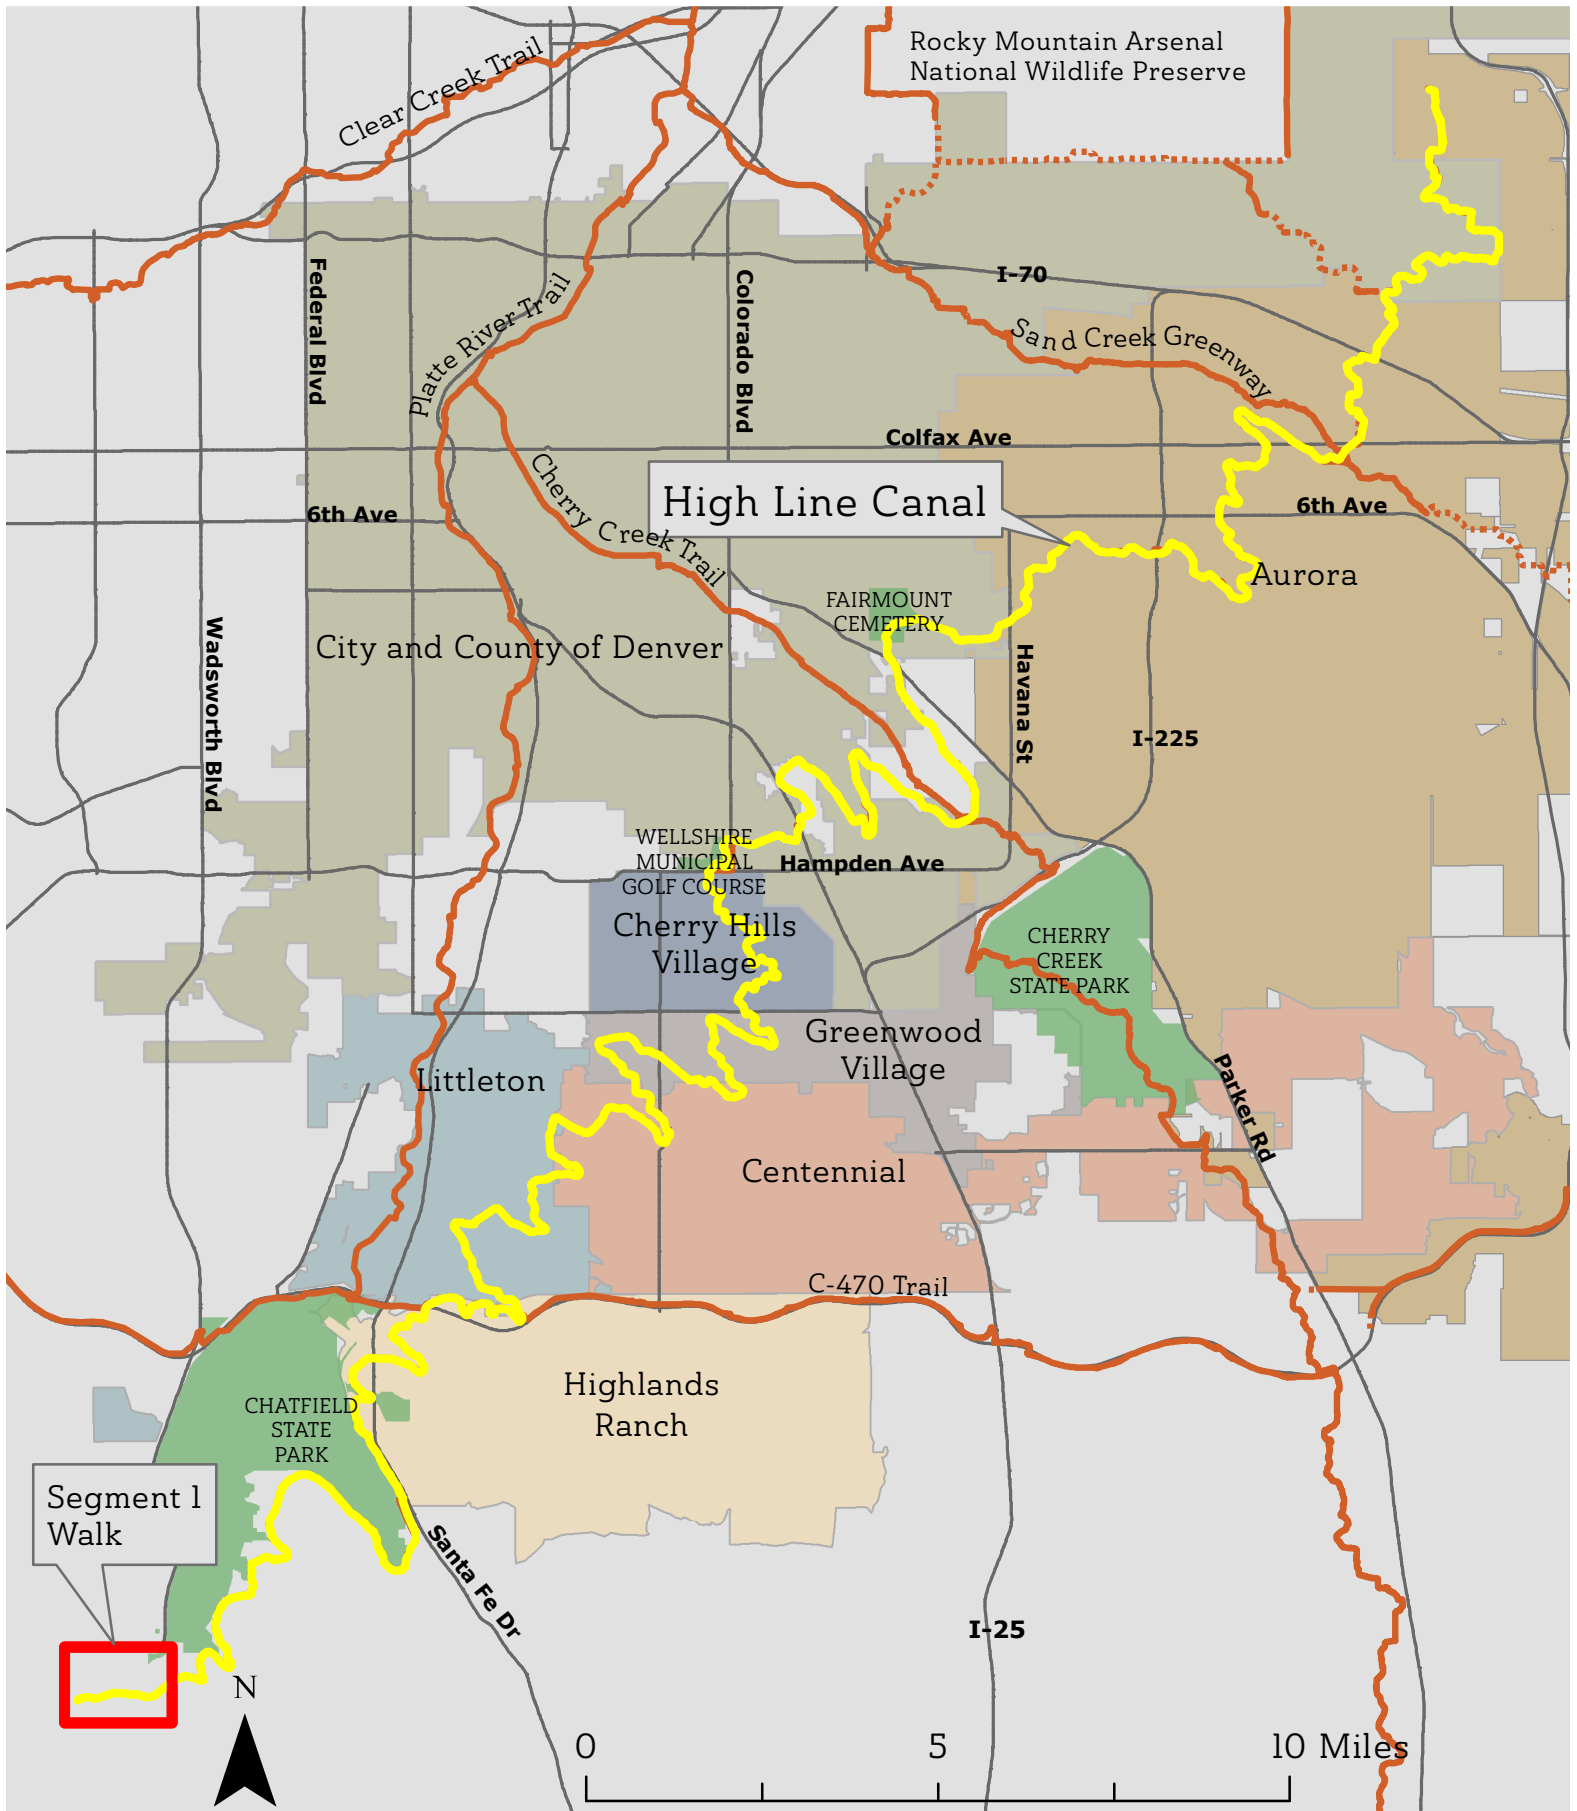 Rocky Mountain Arsenal
National Wildlife Preserve
Clear Creek Trail
I-70
Federal Blvd
Colorado Blvd
Platte River Trail
Sand Creek Greenway
Colfax Ave
Cherry Creek Trail
High Line Canal
6th Ave
6th Ave
Aurora
FAIRMOUNT
CEMETERY
City and County of Denver
Wadsworth Blvd
Havana St
I-225
WELLSHIRE
MUNICIPAL
GOLF COURSE
Hampden Ave
Cherry Hills
Village
CHERRY
CREEK
STATE PARK
Greenwood
Village
Littleton
Parker Rd
Centennial
C-470 Trail
Highlands
Ranch
CHATFIELD
STATE
PARK
Segment 1
Walk
Santa Fe Dr
I-25
N
0
5
10 Miles